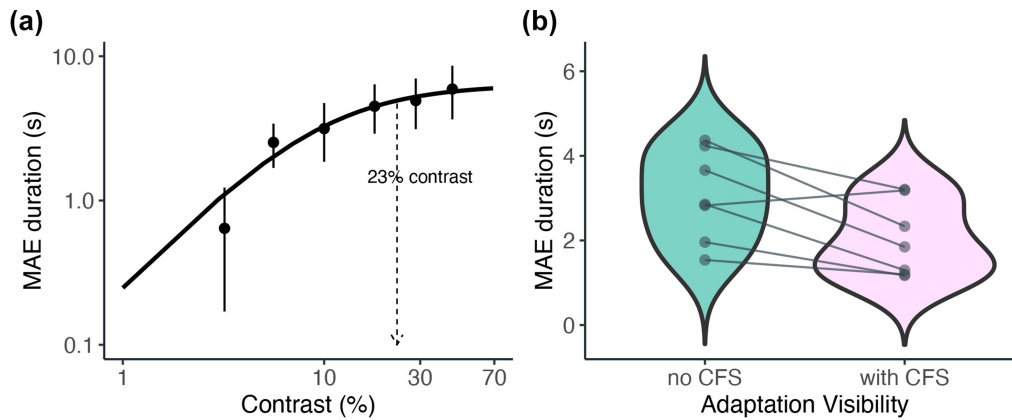 (a)
MAE duration (s)
10.0
1.0
0.1
23% contrast
1
10
30
70
Contrast (%)
(b)
MAE duration (s)
6
4
2
0
no CFS
with CFS
Adaptation Visibility